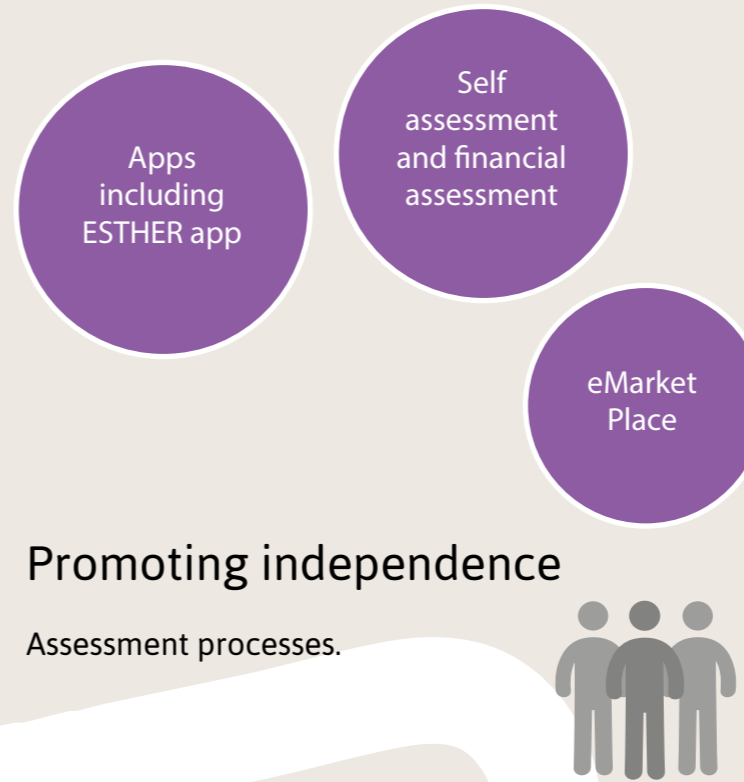 Apps
including
ESTHER app
Self
assessment
and financial
assessment
eMarket
Place
Promoting independence
Assessment processes.